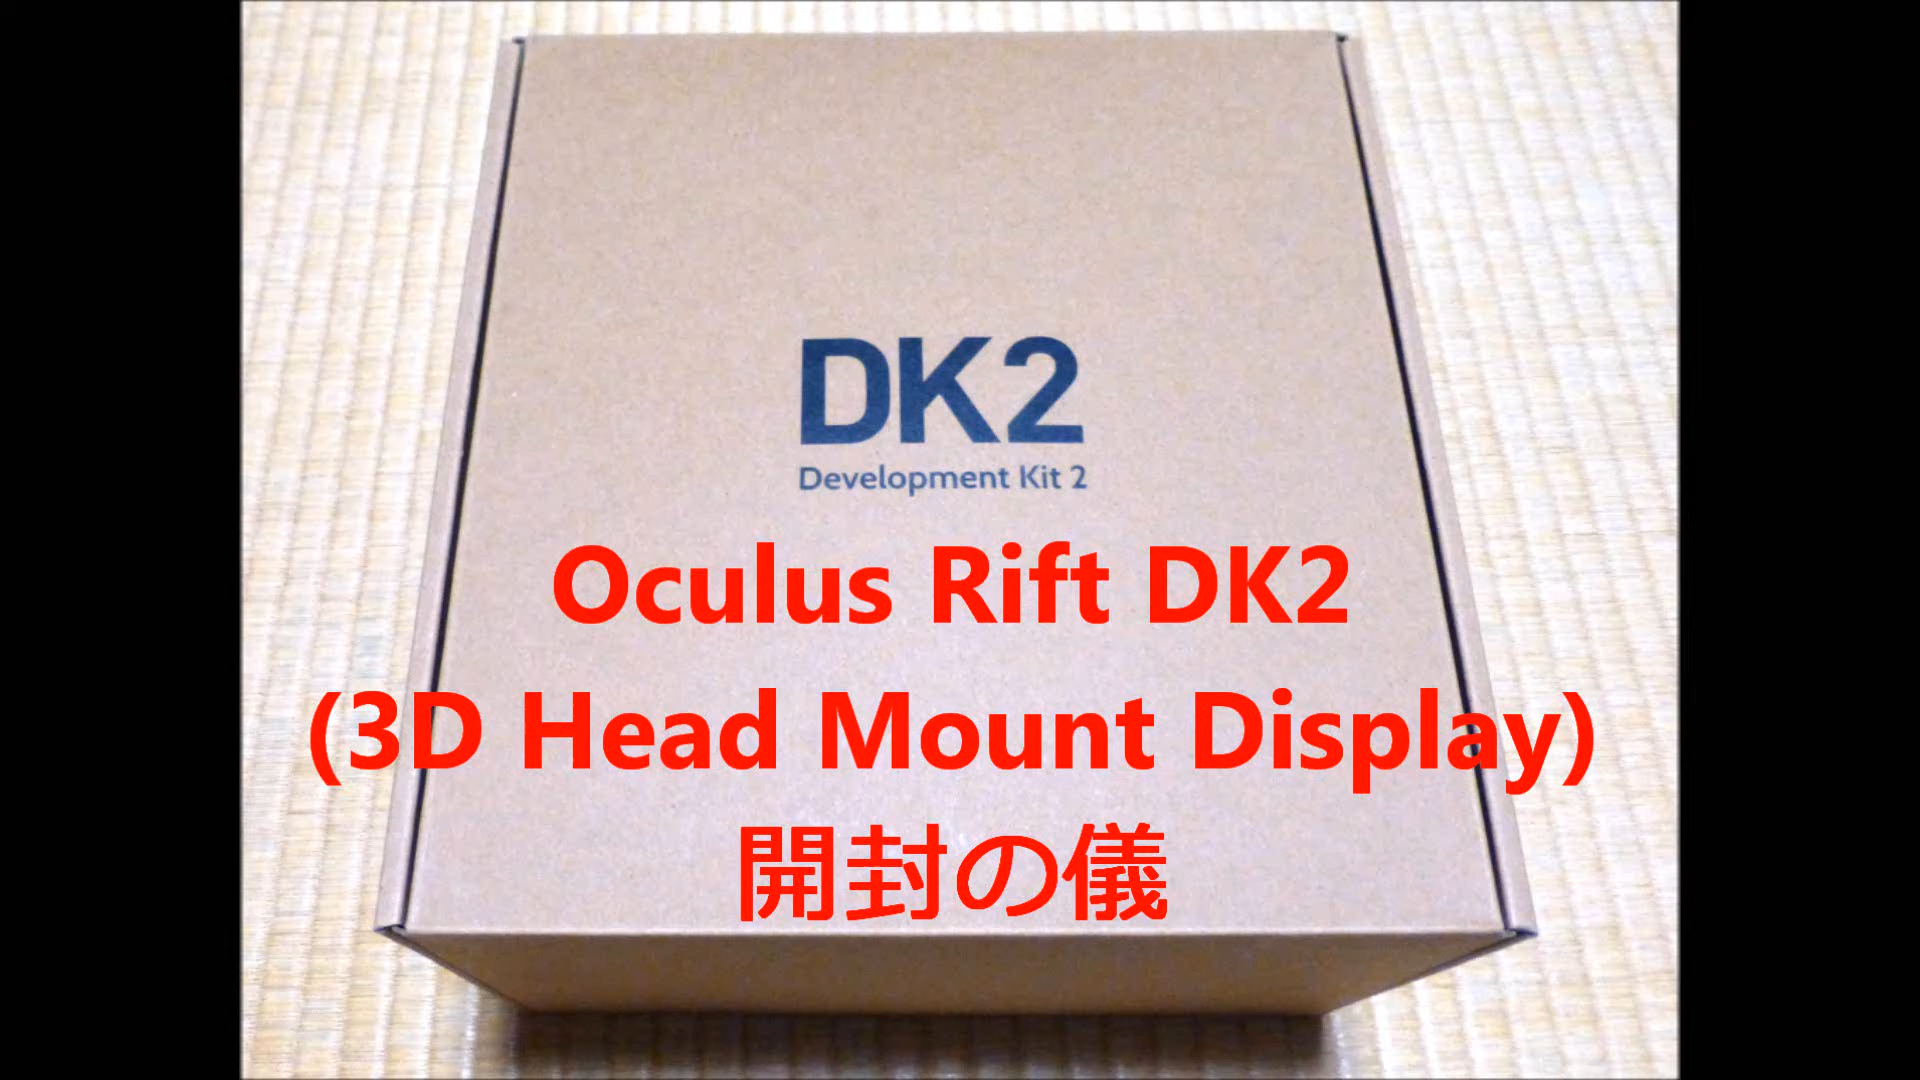 DK2
Development Kit 2
Oculus Rift DK2
(3D Head Mount Display)
開封の儀